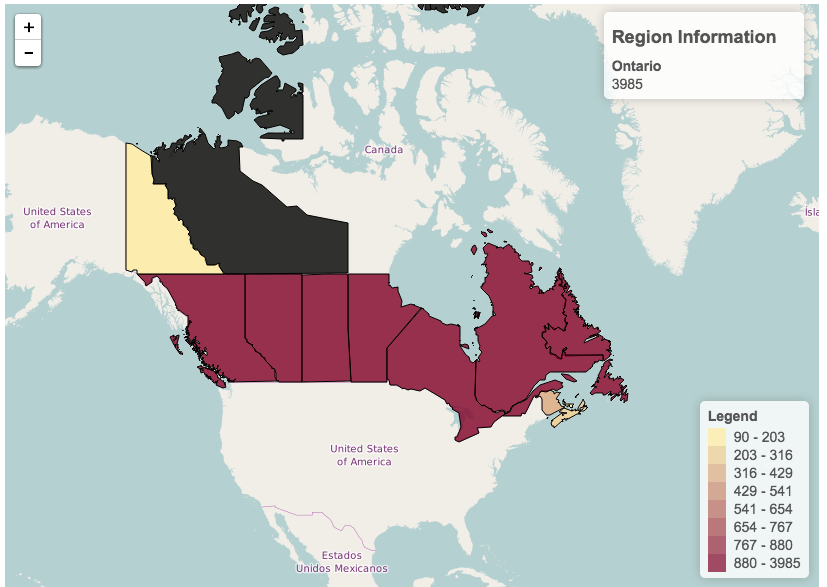 +
−
Region Information
Ontario
3985
Canada
United States
of America
United States
of America
Estados
Unidos Mexicanos
Ísla
Legend
90 - 203
203 - 316
316 - 429
429 - 541
541 - 654
654 - 767
767 - 880
880 - 3985